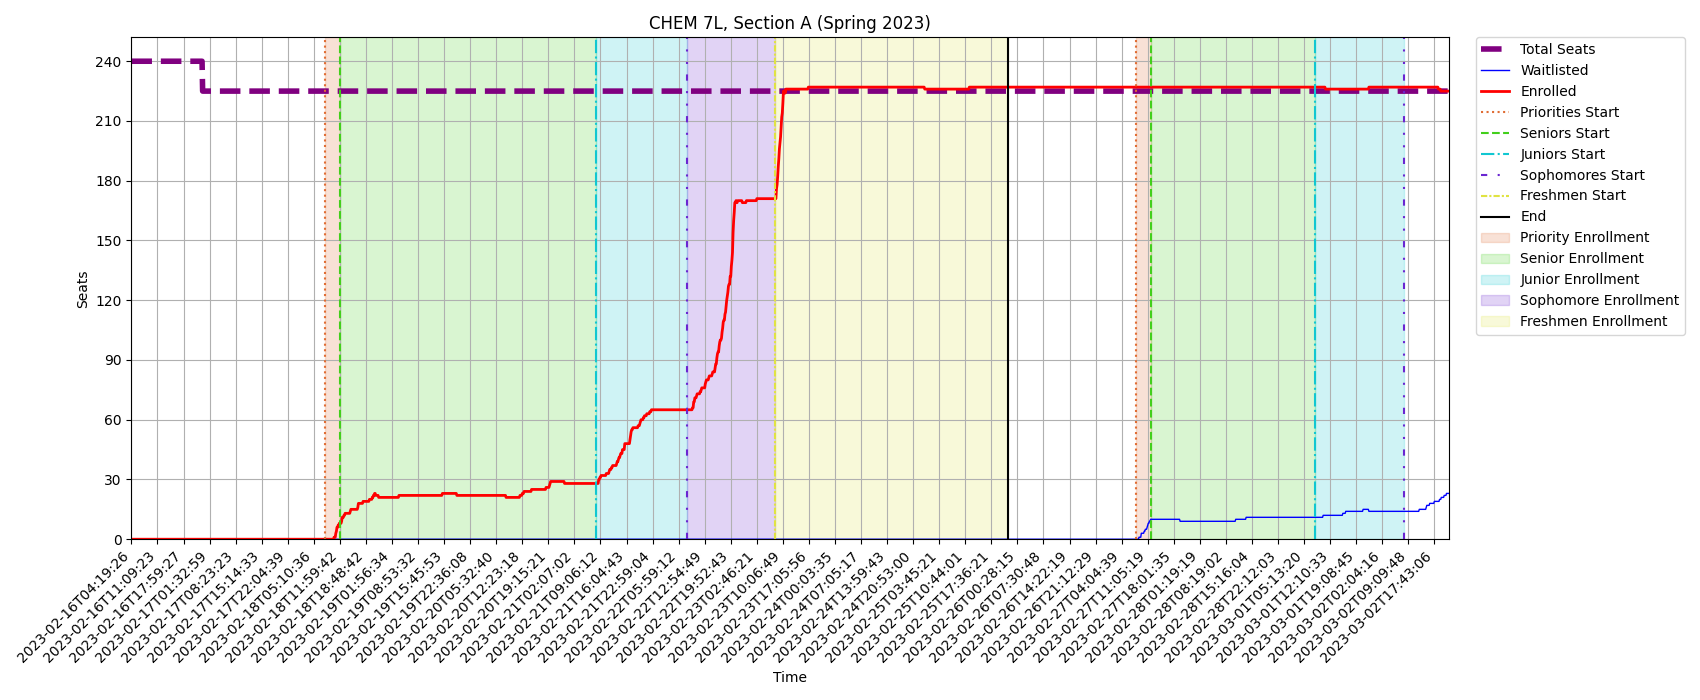 CHEM 7L, Section A (Spring 2023)
Seats
240
210
180
150
120
90
60
30
0
2023-02-16T04:19:26
2023-02-16T11:09:23
2023-02-16T17:59:27
2023-02-17T01:32:59
2023-02-17T08:23:23
2023-02-17T15:14:33
2023-02-17T22:04:39
2023-02-18T05:10:36
2023-02-18T11:59:42
2023-02-18T18:48:42
2023-02-19T01:56:34
2023-02-19T08:53:32
2023-02-19T15:45:53
2023-02-19T22:36:08
2023-02-20T05:32:40
2023-02-20T12:23:18
2023-02-20T19:15:21
2023-02-21T02:07:02
2023-02-21T09:06:12
2023-02-21T16:04:43
2023-02-21T22:59:04
2023-02-22T05:59:12
2023-02-22T12:54:49
2023-02-22T19:52:43
2023-02-23T02:46:21
2023-02-23T10:06:49
2023-02-23T17:05:56
2023-02-24T00:03:35
2023-02-24T07:05:17
2023-02-24T13:59:43
2023-02-24T20:53:00
2023-02-25T03:45:21
2023-02-25T10:44:01
2023-02-25T17:36:21
2023-02-26T00:28:15
2023-02-26T07:30:48
2023-02-26T14:22:19
2023-02-26T21:12:29
2023-02-27T04:04:39
2023-02-27T11:05:19
2023-02-27T18:01:35
2023-02-28T01:19:19
2023-02-28T08:19:02
2023-02-28T15:16:04
2023-02-28T22:12:03
2023-03-01T05:13:20
2023-03-01T12:10:33
2023-03-01T19:08:45
2023-03-02T02:04:16
2023-03-02T09:09:48
2023-03-02T17:43:06
Time
Total Seats
Waitlisted
Enrolled
Priorities Start
Seniors Start
Juniors Start
Sophomores Start
Freshmen Start
End
Priority Enrollment
Senior Enrollment
Junior Enrollment
Sophomore Enrollment
Freshmen Enrollment